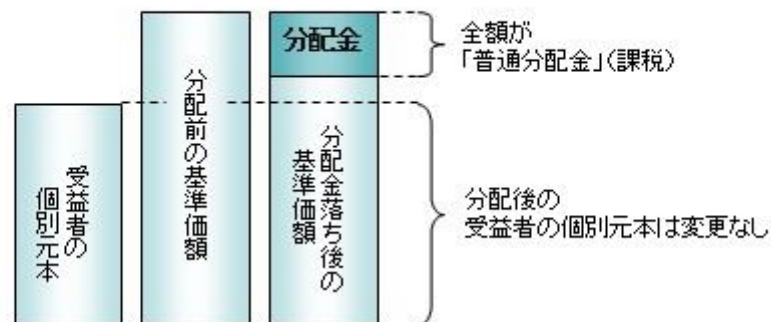 受益者の
個別元本
分配前の基準価額
分配金
分配金落ち後の
基準価額
全額が
「普通分配金」(課税)
分配後の
受益者の個別元本は変更なし